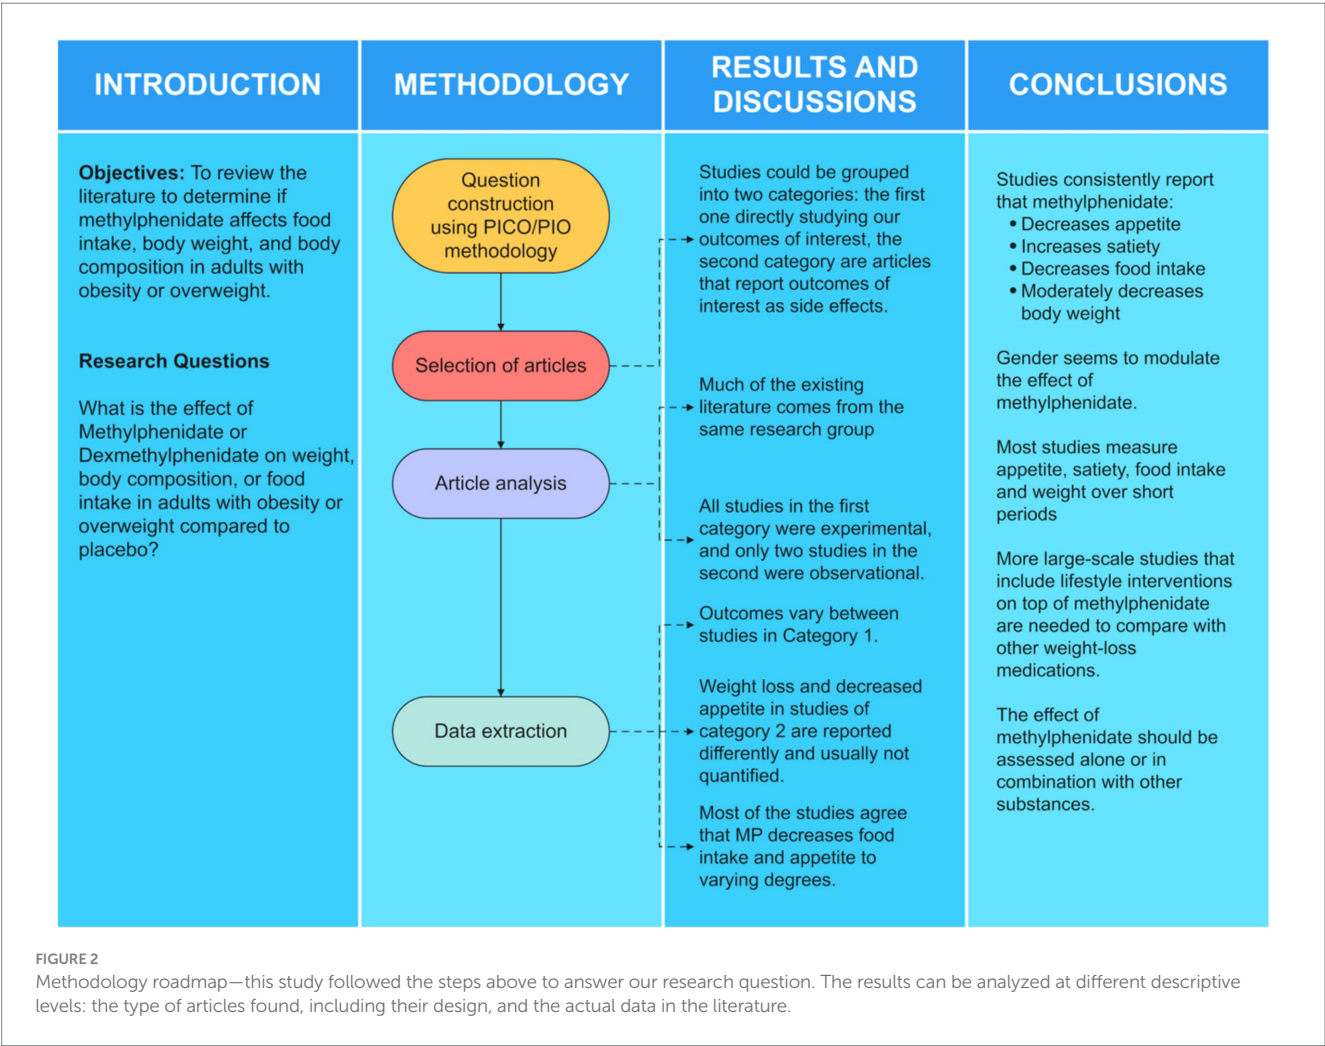 INTRODUCTION
Objectives: To review the
literature to determine if
methylphenidate affects food
intake, body weight, and body
composition in adults with
obesity or overweight.
Research Questions
What is the effect of
Methylphenidate or
Dexmethylphenidate on weight,
body composition, or food
intake in adults with obesity or
overweight compared to
placebo?
METHODOLOGY
Question
construction
using PICO/PIO
methodology
Selection of articles
Article analysis
Data extraction
RESULTS AND
DISCUSSIONS
Studies could be grouped
into two categories: the first
one directly studying our
outcomes of interest, the
second category are articles
that report outcomes of
interest as side effects.
Much of the existing
literature comes from the
same research group
All studies in the first
category were experimental,
and only two studies in the
second were observational.
Outcomes vary between
studies in Category 1.
Weight loss and decreased
appetite in studies of
category 2 are reported
differently and usually not
quantified.
Most of the studies agree
that MP decreases food
intake and appetite to
varying degrees.
CONCLUSIONS
Studies consistently report
that methylphenidate:
• Decreases appetite
• Increases satiety
• Decreases food intake
• Moderately decreases
body weight
Gender seems to modulate
the effect of
methylphenidate.
Most studies measure
appetite, satiety, food intake
and weight over short
periods
More large-scale studies that
include lifestyle interventions
on top of methylphenidate
are needed to compare with
other weight-loss
medications.
The effect of
methylphenidate should be
assessed alone or in
combination with other
substances.
FIGURE 2
Methodology roadmap—this study followed the steps above to answer our research question. The results can be analyzed at different descriptive
levels: the type of articles found, including their design, and the actual data in the literature.